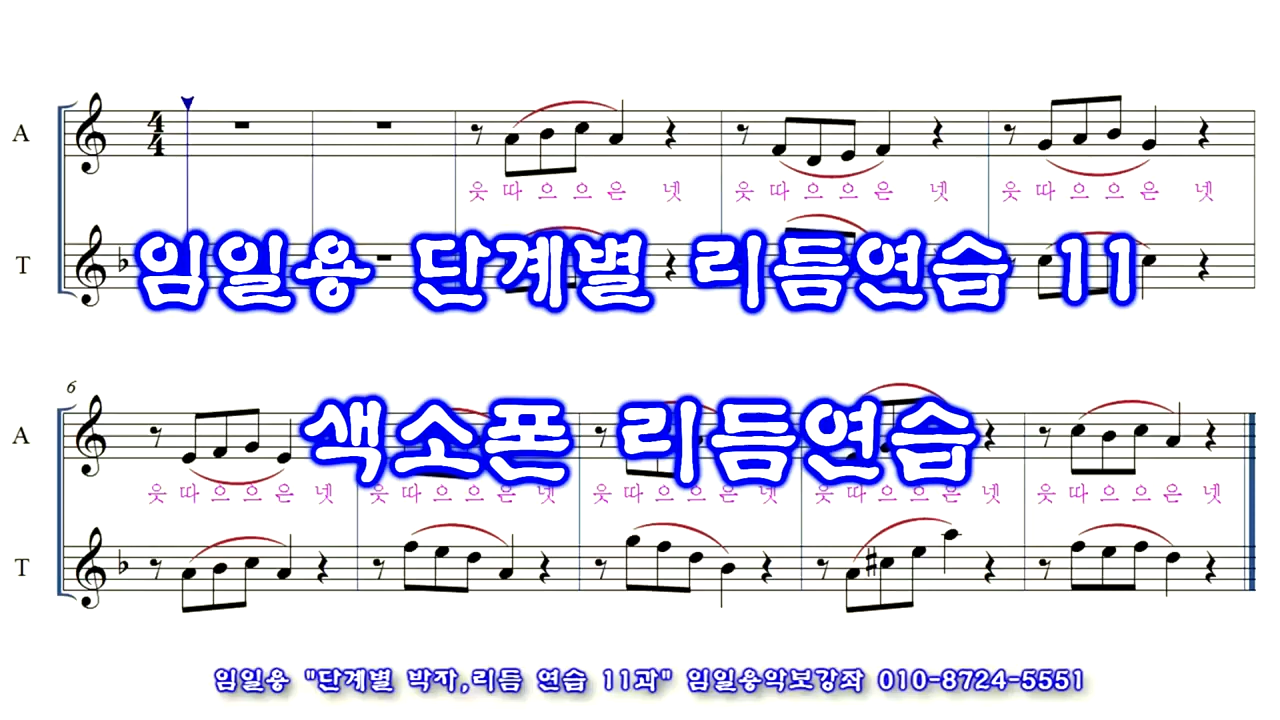 A
웃 따 으 으 은 넷 웃 따 으 으 은 넷 웃 따 으 으 은 넷
T
임일용 단계별 리듬연습 11
6
A
색소폰 리듬연습
웃 따 으 으 은 넷 웃 따 으 으 은 넷 웃 따 으 으 은 넷 웃 따 으 으 은 넷 웃 따 으 으 은 넷
T
임일용 "단계별 박자,리듬 연습 11과" 임일용악보강좌 010-8724-5551